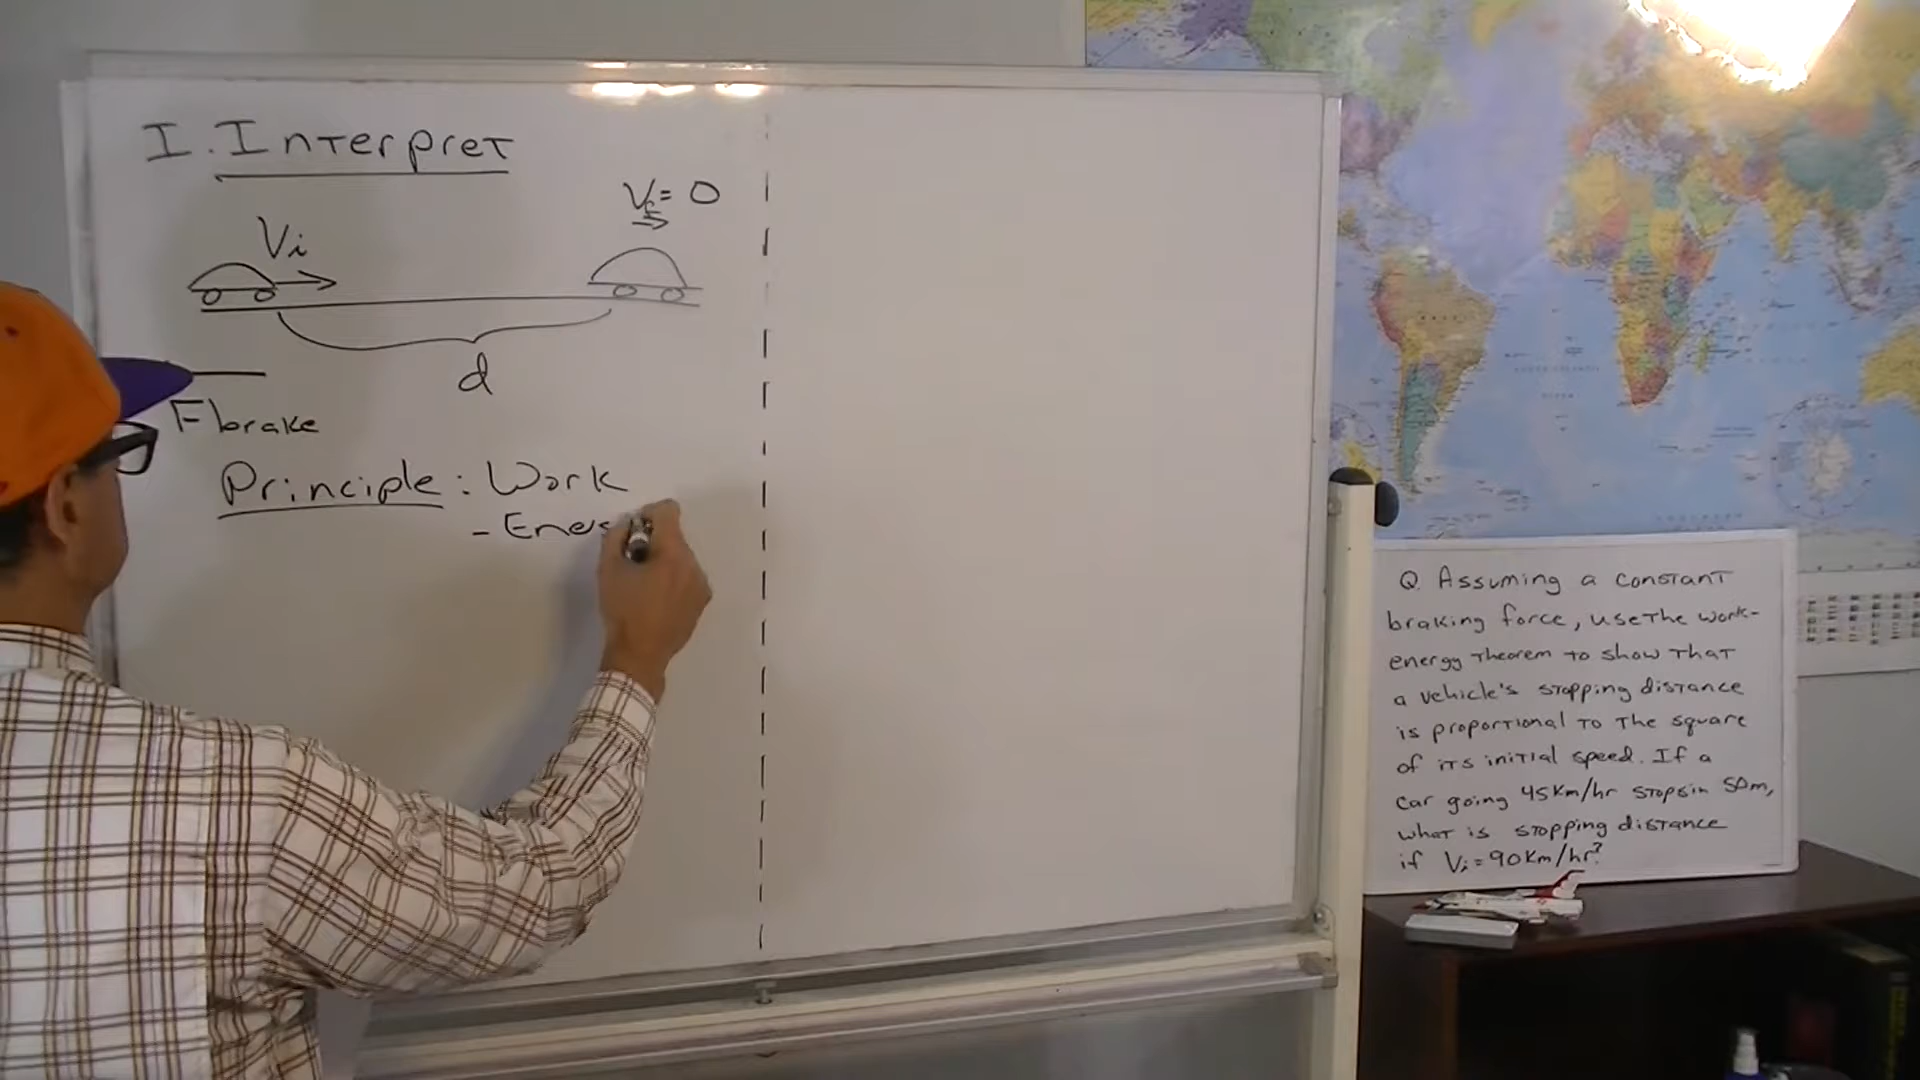 I. Interpret
Vf = 0
Vi
d
Fbrake
Principle: Work
- Ener
Q. Assuming a constant
braking force, use the work-
energy theorem to show that
a vehicle's stopping distance
is proportional to the square
of its initial speed. If a
car going 45Km/hr stops in 50m,
what is stopping distance
if Vi = 90Km/hr?